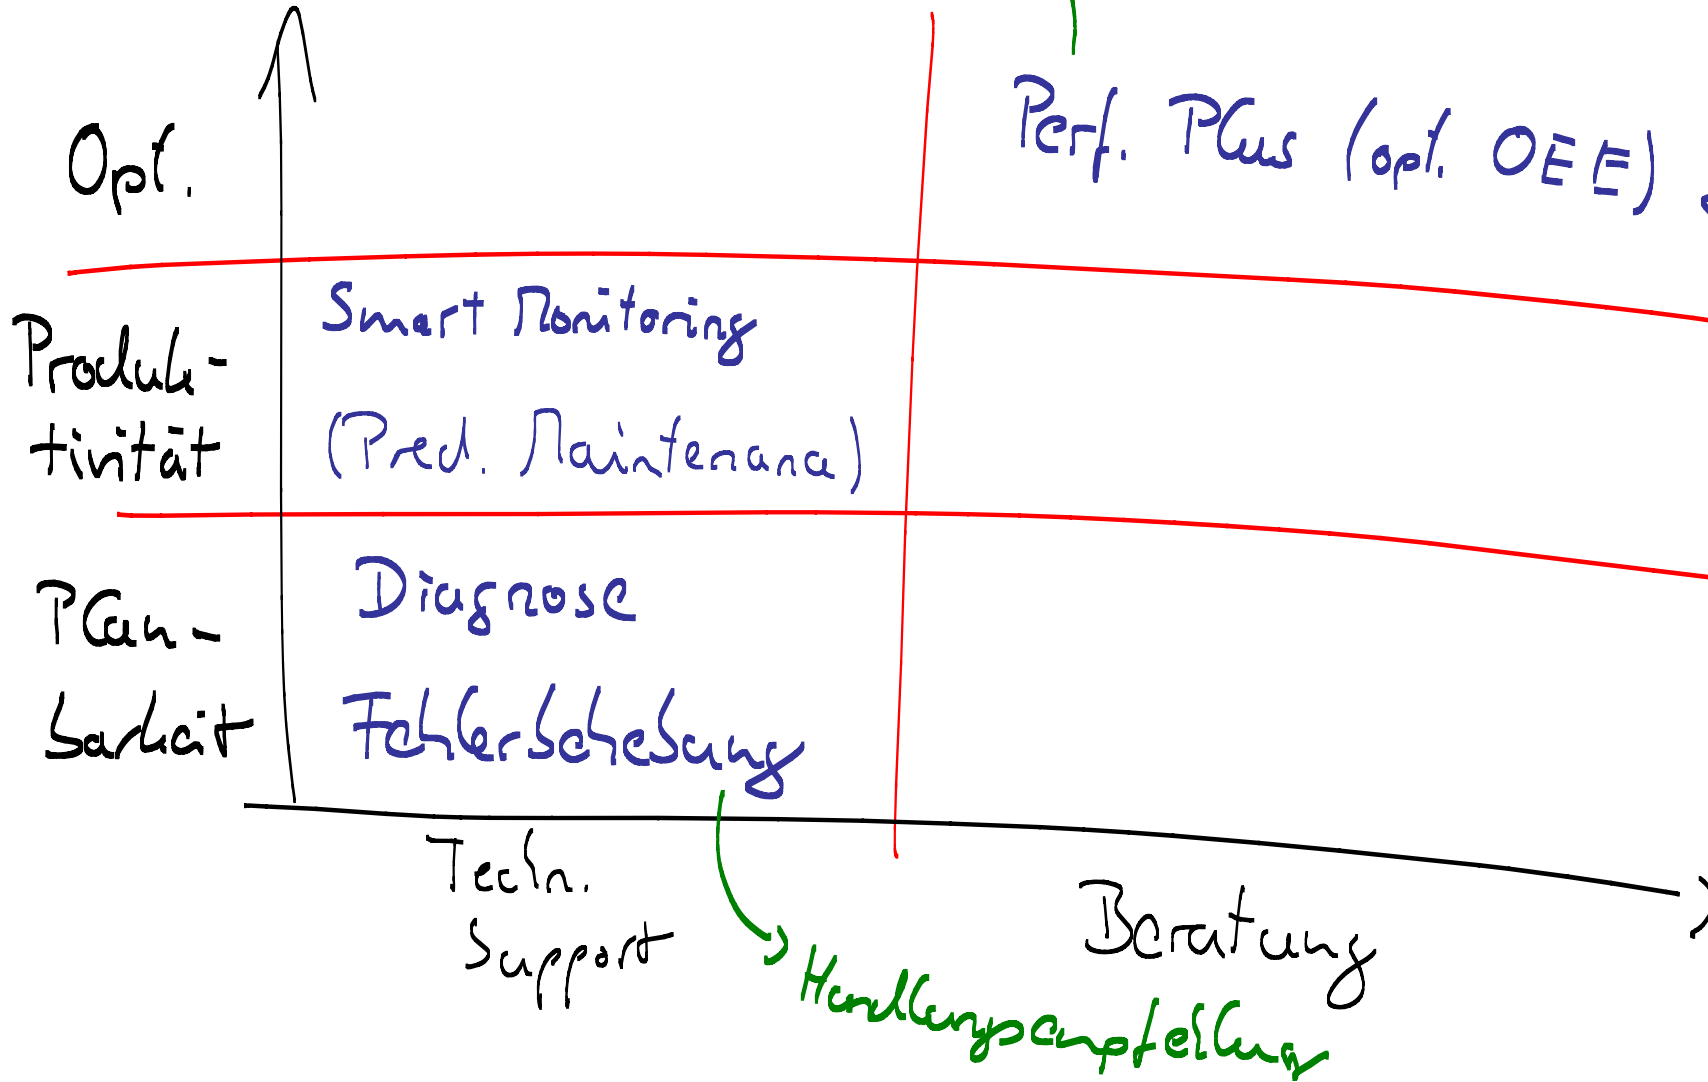 Opt.
Perf. Plus (opt. OEE)
Produk-
tivität
Smart Monitoring
(Pred. Maintenance)
Plan-
barkeit
Diagnose
Fehlerbehebung
Techn.
Support
Beratung
Handlungsempfehlung